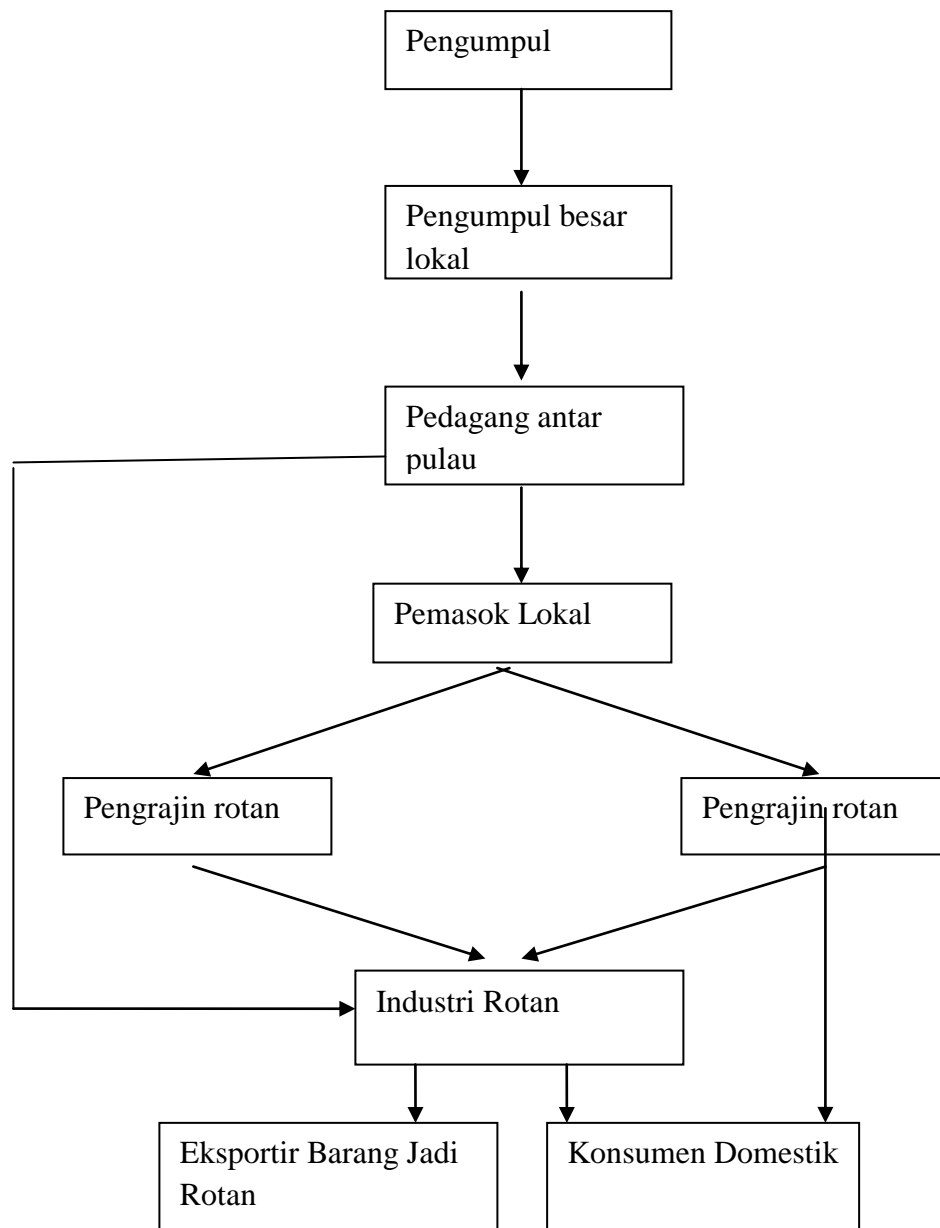 Pengumpul
Pengumpul besar
lokal
Pedagang antar
pulau
Pemasok Lokal
Pengrajin rotan
Pengrajin rotan
Industri Rotan
Eksportir Barang Jadi
Rotan
Konsumen Domestik